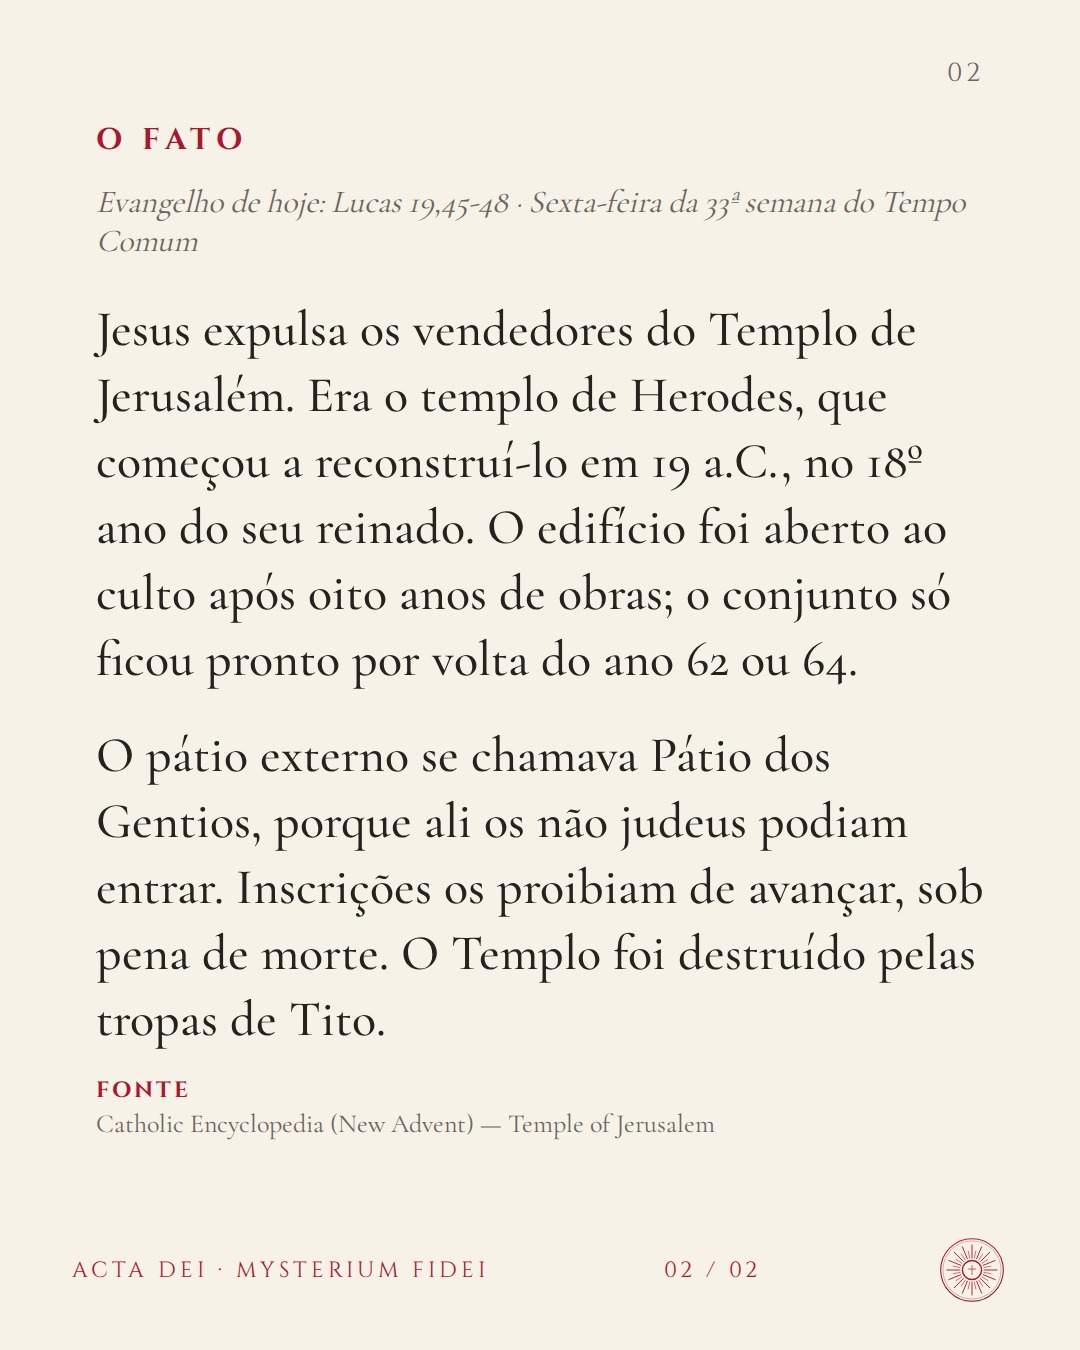 02
O FATO
Evangelho de hoje: Lucas 19,45-48 · Sexta-feira da 33ª semana do Tempo
Comum
Jesus expulsa os vendedores do Templo de
Jerusalém. Era o templo de Herodes, que
começou a reconstruí-lo em 19 a.C., no 18º
ano do seu reinado. O edifício foi aberto ao
culto após oito anos de obras; o conjunto só
ficou pronto por volta do ano 62 ou 64.
O pátio externo se chamava Pátio dos
Gentios, porque ali os não judeus podiam
entrar. Inscrições os proibiam de avançar, sob
pena de morte. O Templo foi destruído pelas
tropas de Tito.
FONTE
Catholic Encyclopedia (New Advent) — Temple of Jerusalem
ACTA DEI · MYSTERIUM FIDEI
02 / 02